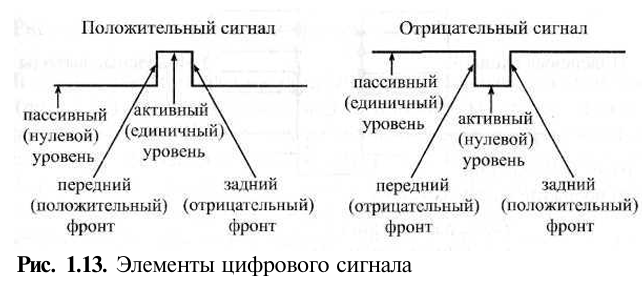 Положительный сигнал
пассивный
(нулевой)
уровень
активный
(единичный)
уровень
передний
(положительный)
фронт
задний
(отрицательный)
фронт
Отрицательный сигнал
пассивный
(единичный)
уровень
активный
(нулевой)
уровень
передний
(отрицательный)
фронт
задний
(положительный)
фронт
Рис. 1.13. Элементы цифрового сигнала